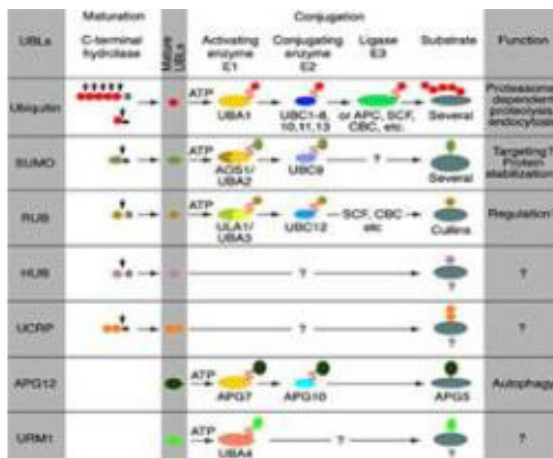 Maturation Conjugation
UBLs C-terminal hydrolase Mature UBLs Activating enzyme E1 Conjugating enzyme E2 Ligase E3 Substrate Function
Ubiquitin ATP UBA1 UBC1-8, 10,11,13 or APC, SCF, CBC, etc. Several Proteasome dependent proteolysis endocytosis
SUMO ATP AOS1/ UBA2 UBC9 ? Several Targeting? Protein stabilization
RUB ATP ULA1/ UBA3 UBC12 SCF, CBC etc Cullins Regulation
HUB ? ? ?
UCRP ? ? ?
APG12 ATP APG7 APG10 APG5 Autophagy
URM1 ATP UBA4 ? ? ?